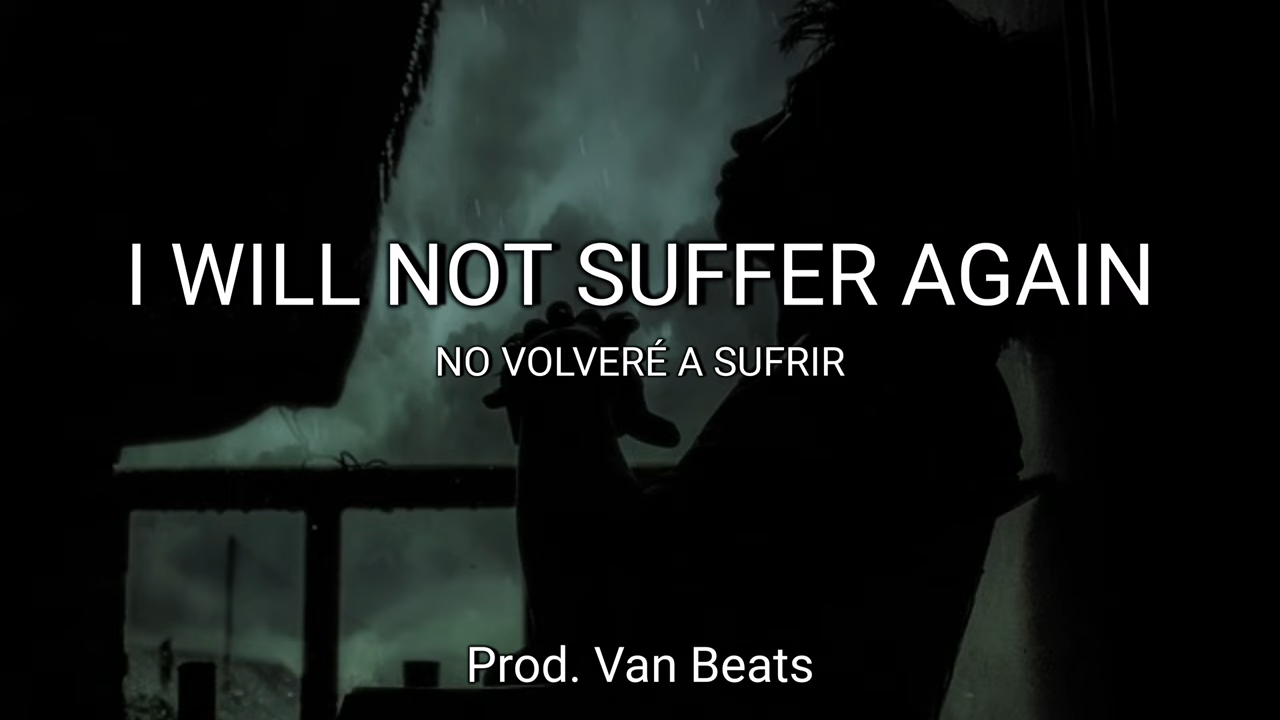 I WILL NOT SUFFER AGAIN
NO VOLVERÉ A SUFRIR
Prod. Van Beats